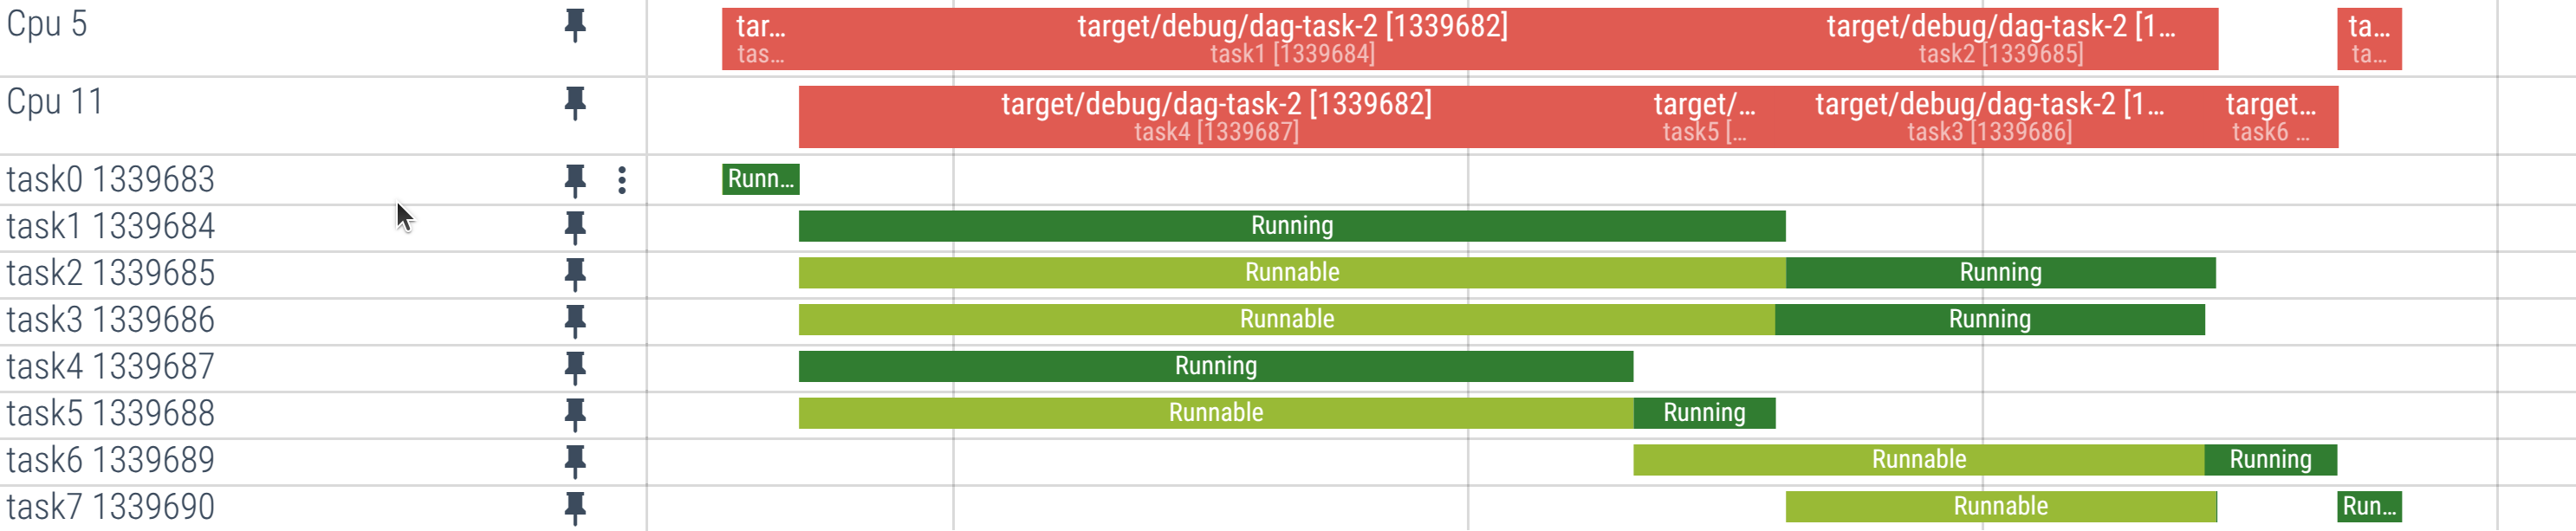 Cpu 5
tar… target/debug/dag-task-2 [1339682] target/debug/dag-task-2 [1… ta…
tas… task1 [1339684] task2 [1339685] ta…
Cpu 11
target/debug/dag-task-2 [1339682] target/… target/debug/dag-task-2 [1… target…
task4 [1339687] task5 [… task3 [1339686] task6 …
task0 1339683 Runn…
task1 1339684 Running
task2 1339685 Runnable Running
task3 1339686 Runnable Running
task4 1339687 Running
task5 1339688 Runnable Running
task6 1339689 Runnable Running
task7 1339690 Runnable Run…